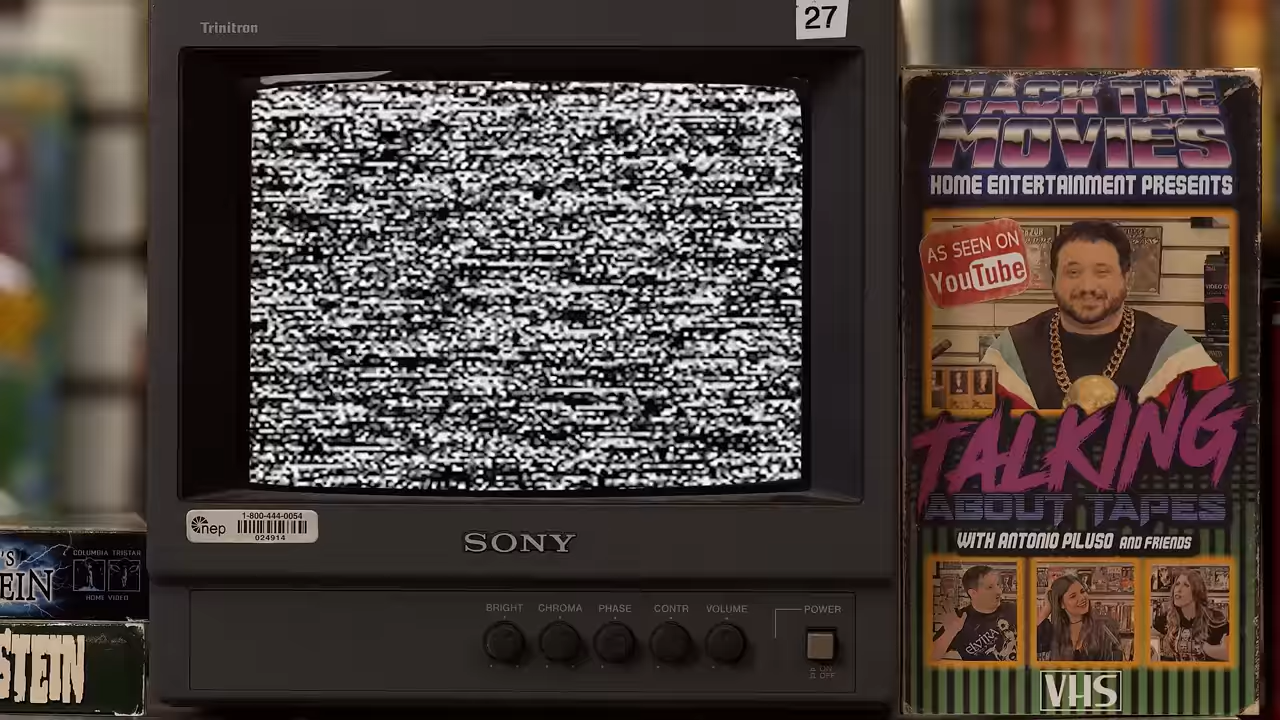 Trinitron
27
HACK THE
MOVIES
HOME ENTERTAINMENT PRESENTS
AS SEEN ON
YouTube
TALKING
ABOUT TAPES
WITH ANTONIO PILUSO AND FRIENDS
ELVIRA
VHS
nep
1-800-444-0054
024914
SONY
BRIGHT CHROMA PHASE CONTR VOLUME POWER
ON
OFF
'S
EIN
COLUMBIA TRISTAR
HOME VIDEO
STEIN